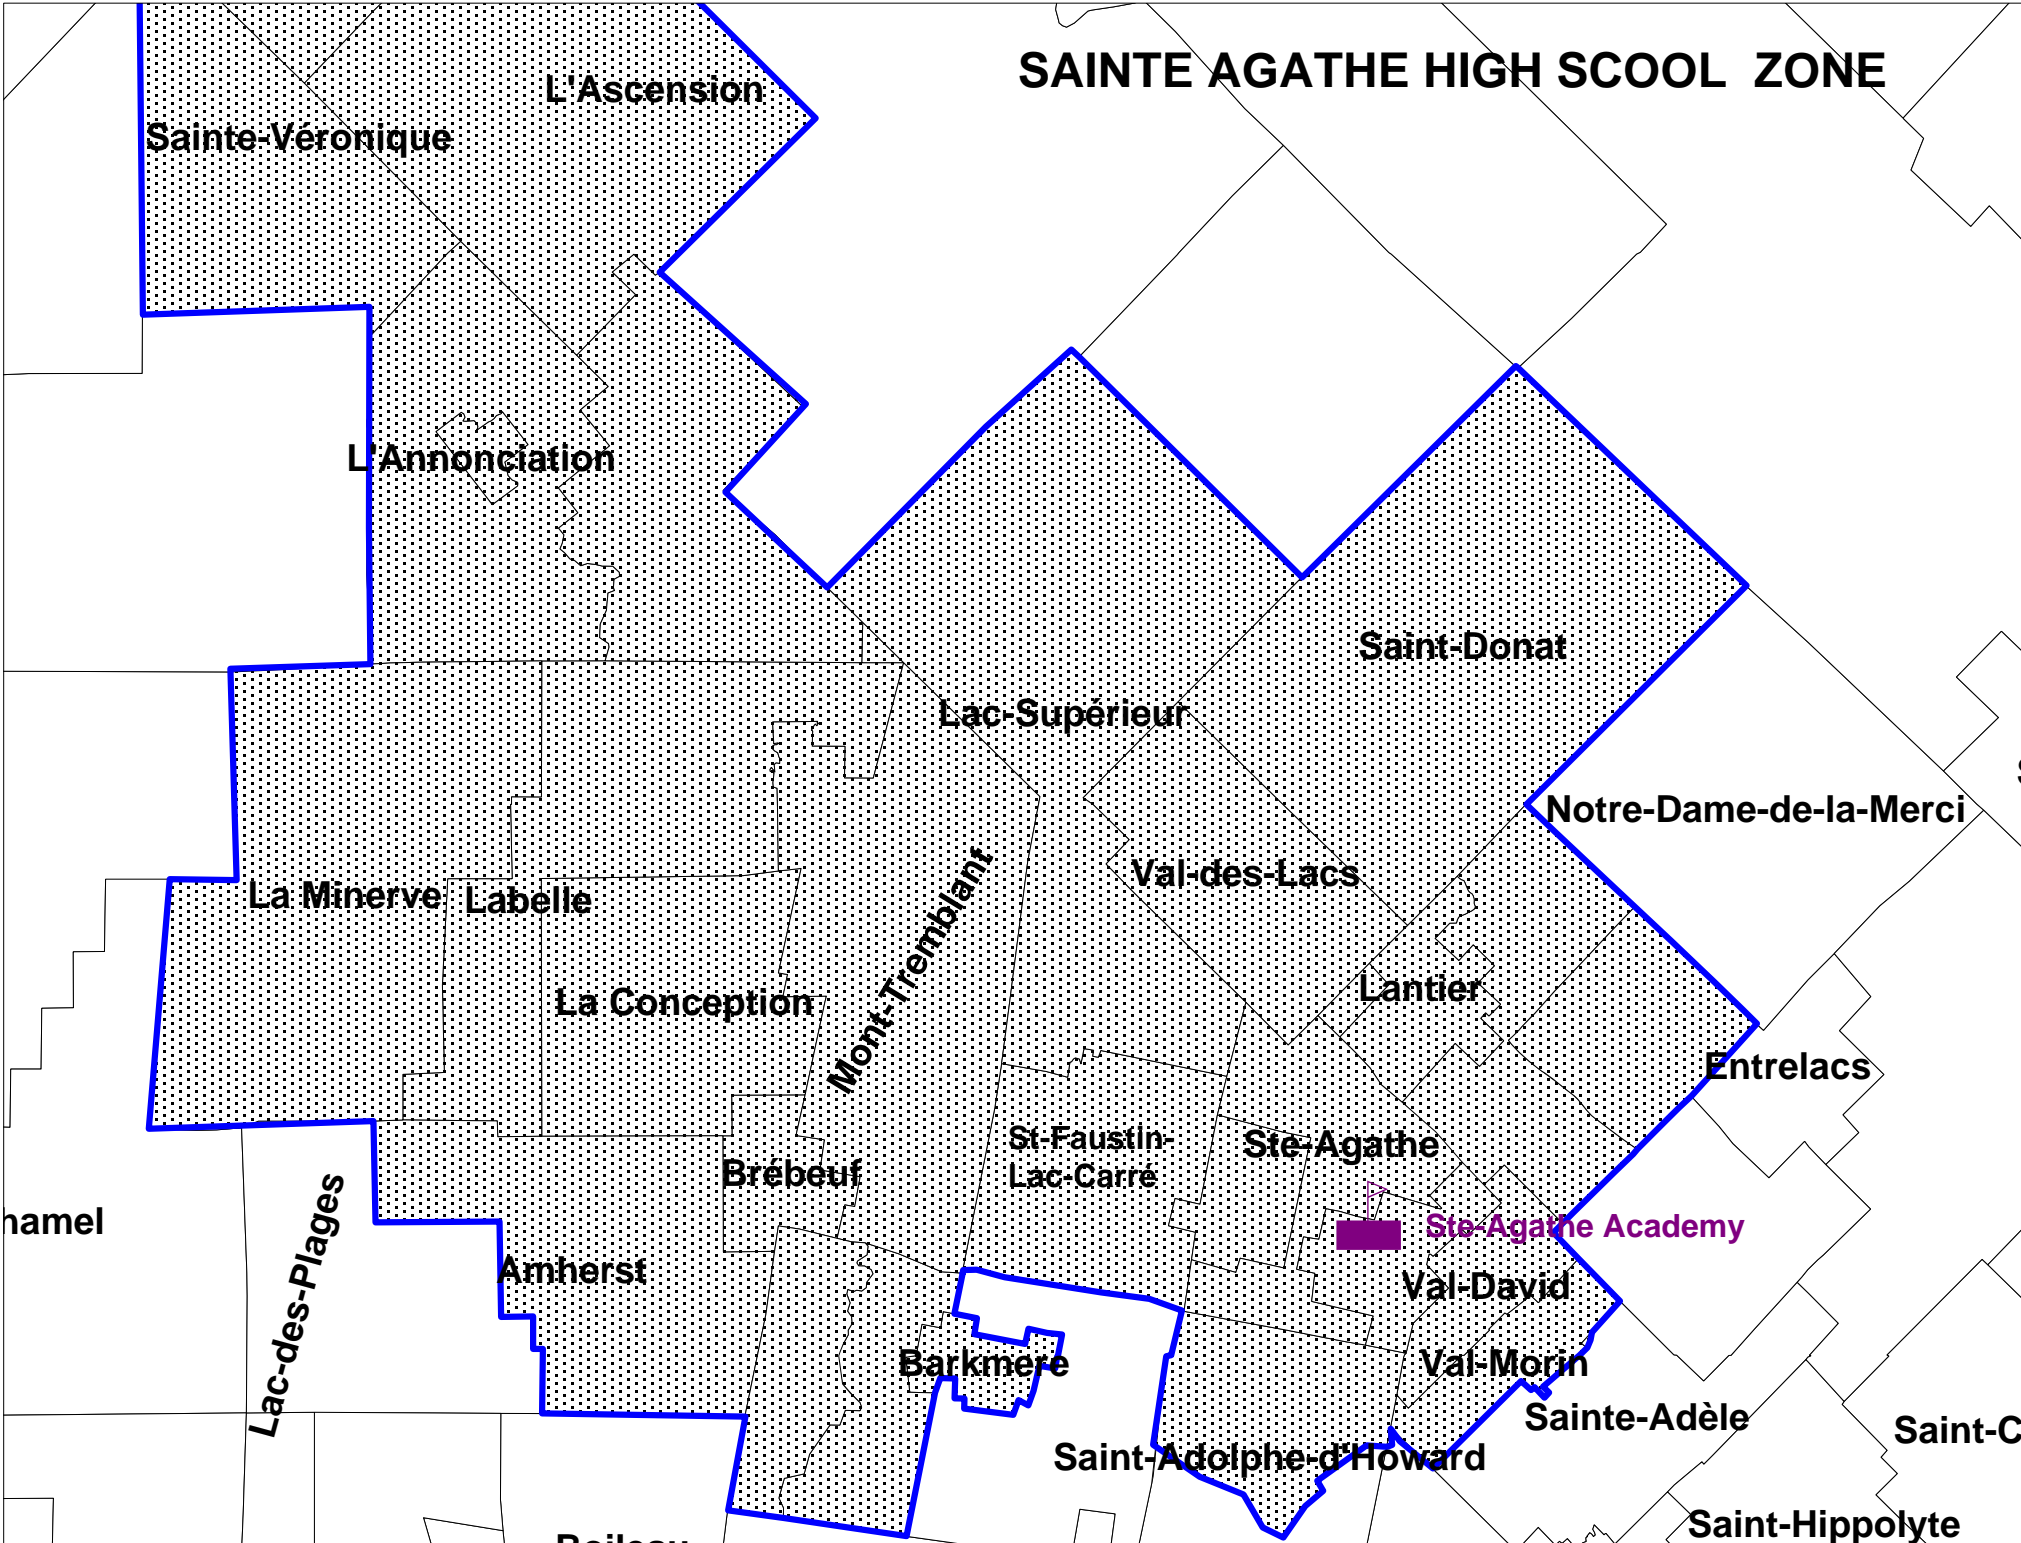 SAINTE AGATHE HIGH SCOOL ZONE
L'Ascension
Sainte-Véronique
L'Annonciation
Saint-Donat
Lac-Supérieur
Notre-Dame-de-la-Merci
Val-des-Lacs
La Minerve
Labelle
Mont-Tremblant
La Conception
Lantier
Entrelacs
St-Faustin-
Lac-Carré
Ste-Agathe
Brébeuf
hamel
Lac-des-Plages
Ste-Agathe Academy
Amherst
Val-David
Barkmere
Val-Morin
Sainte-Adèle
Saint-C
Saint-Adolphe-d'Howard
Saint-Hippolyte